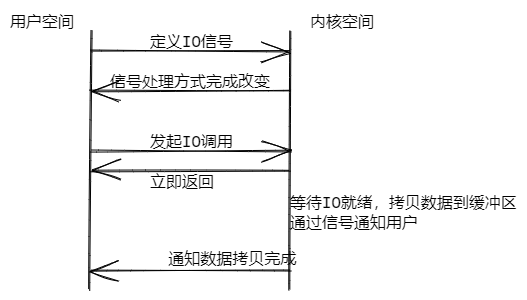 用户空间
内核空间
定义IO信号
信号处理方式完成改变
发起IO调用
立即返回
等待IO就绪，拷贝数据到缓冲区
通过信号通知用户
通知数据拷贝完成